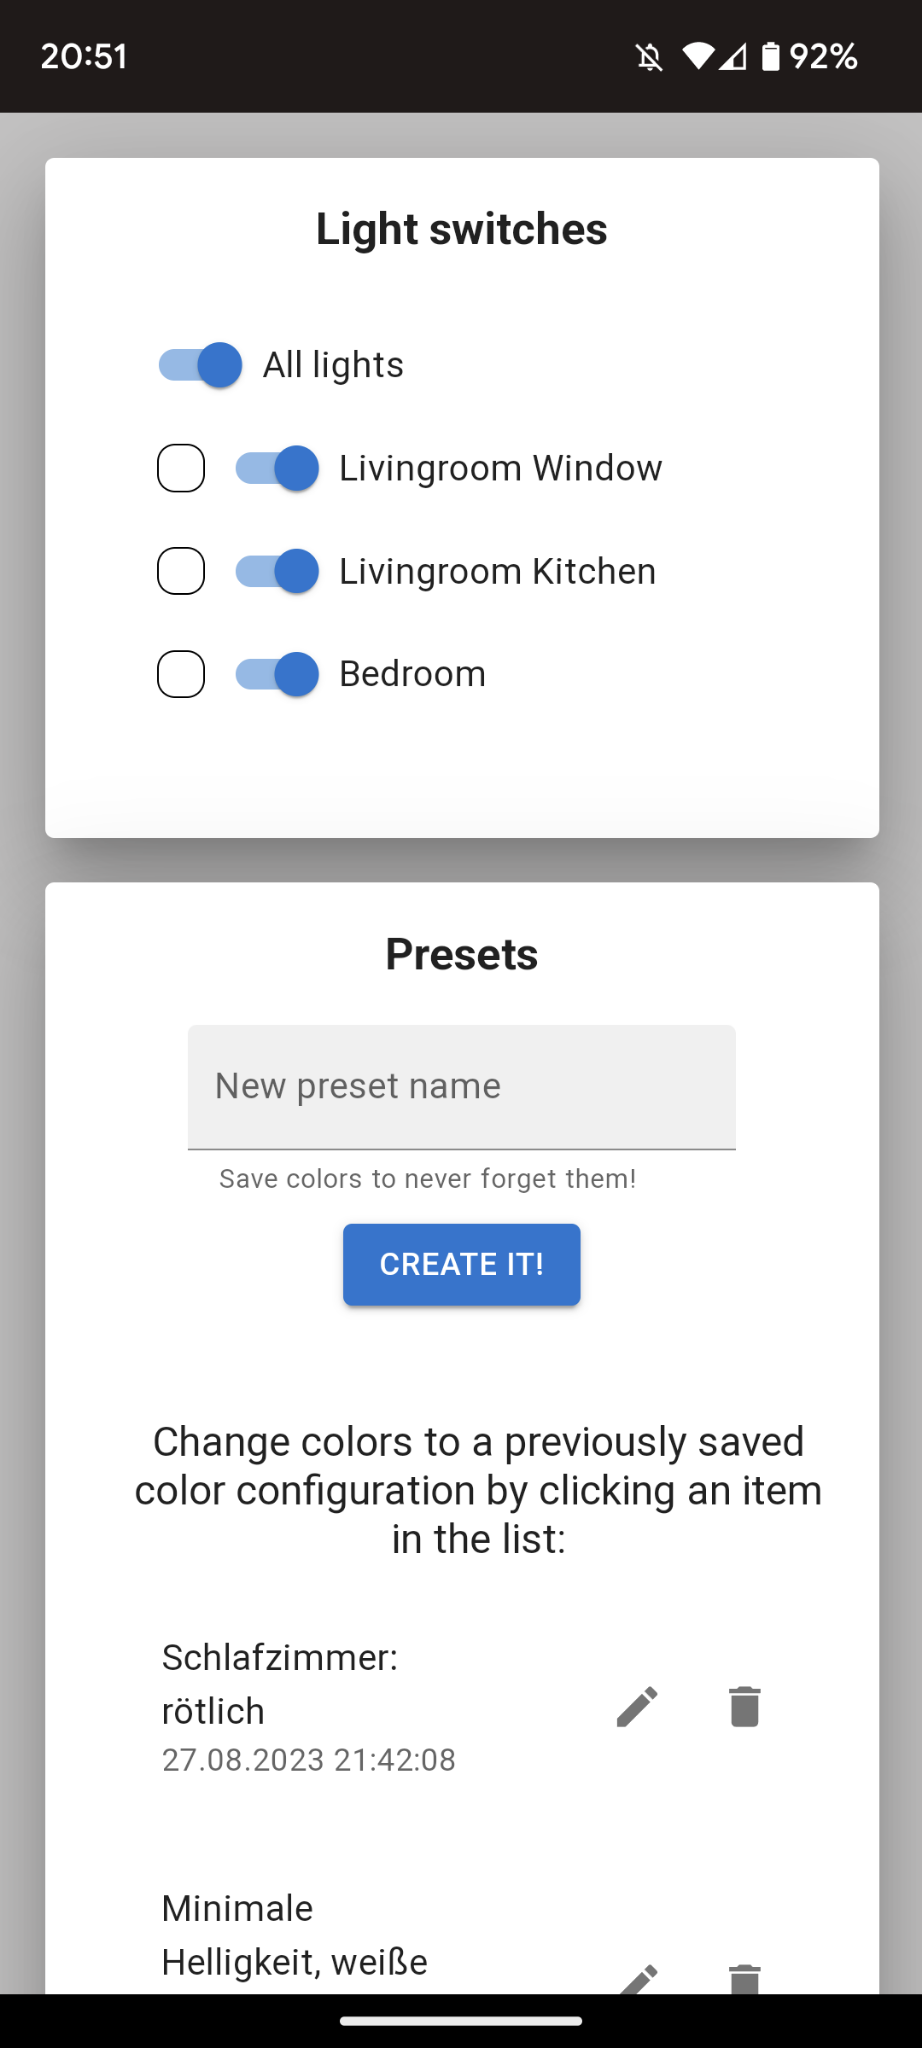 20:51
92%
Light switches
All lights
Livingroom Window
Livingroom Kitchen
Bedroom
Presets
New preset name
Save colors to never forget them!
CREATE IT!
Change colors to a previously saved
color configuration by clicking an item
in the list:
Schlafzimmer:
rötlich
27.08.2023 21:42:08
Minimale
Helligkeit, weiße